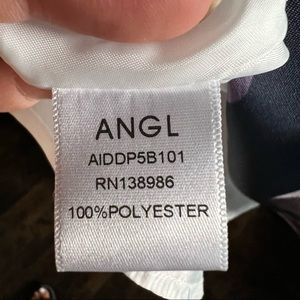 ANGL
AIDDP5B101
RN138986
100%POLYESTER